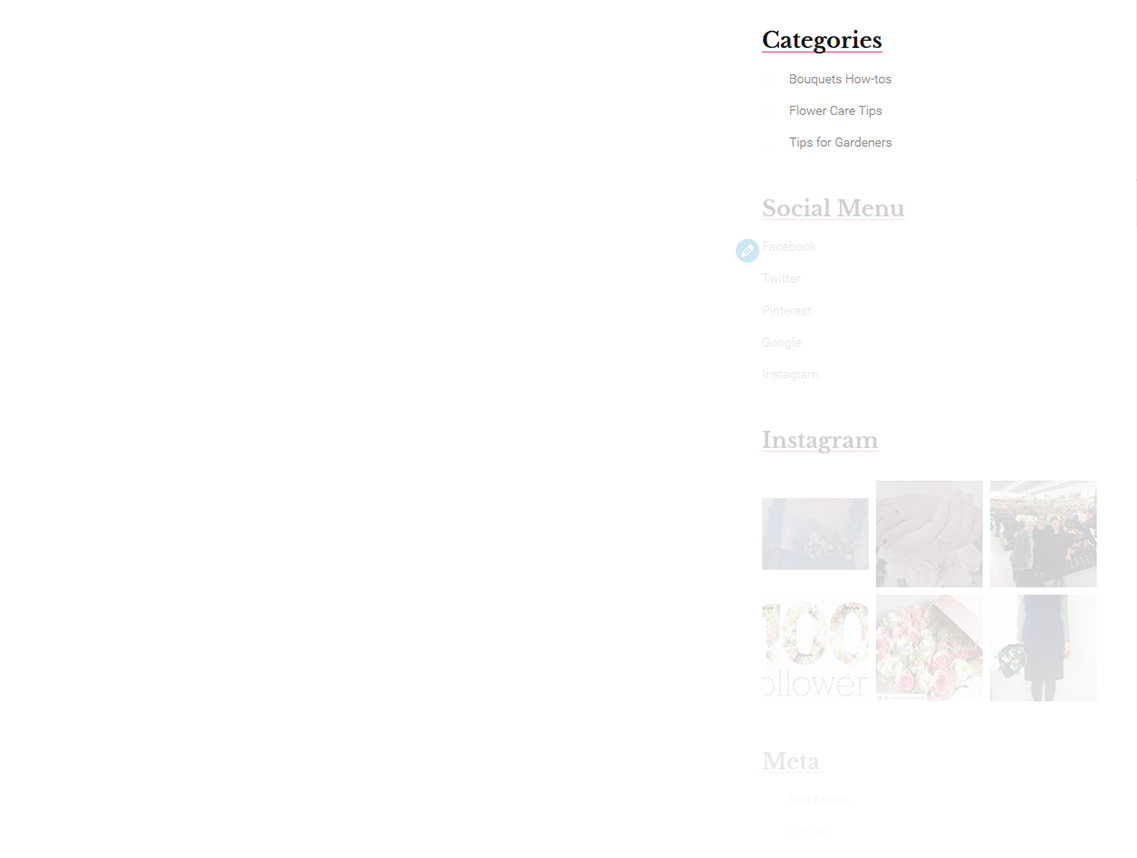 Categories
Bouquets How-tos
Flower Care Tips
Tips for Gardeners
Social Menu
Facebook
Twitter
Pinterest
Google
Instagram
Instagram
100
ollower
Meta
Site Admin
Log out